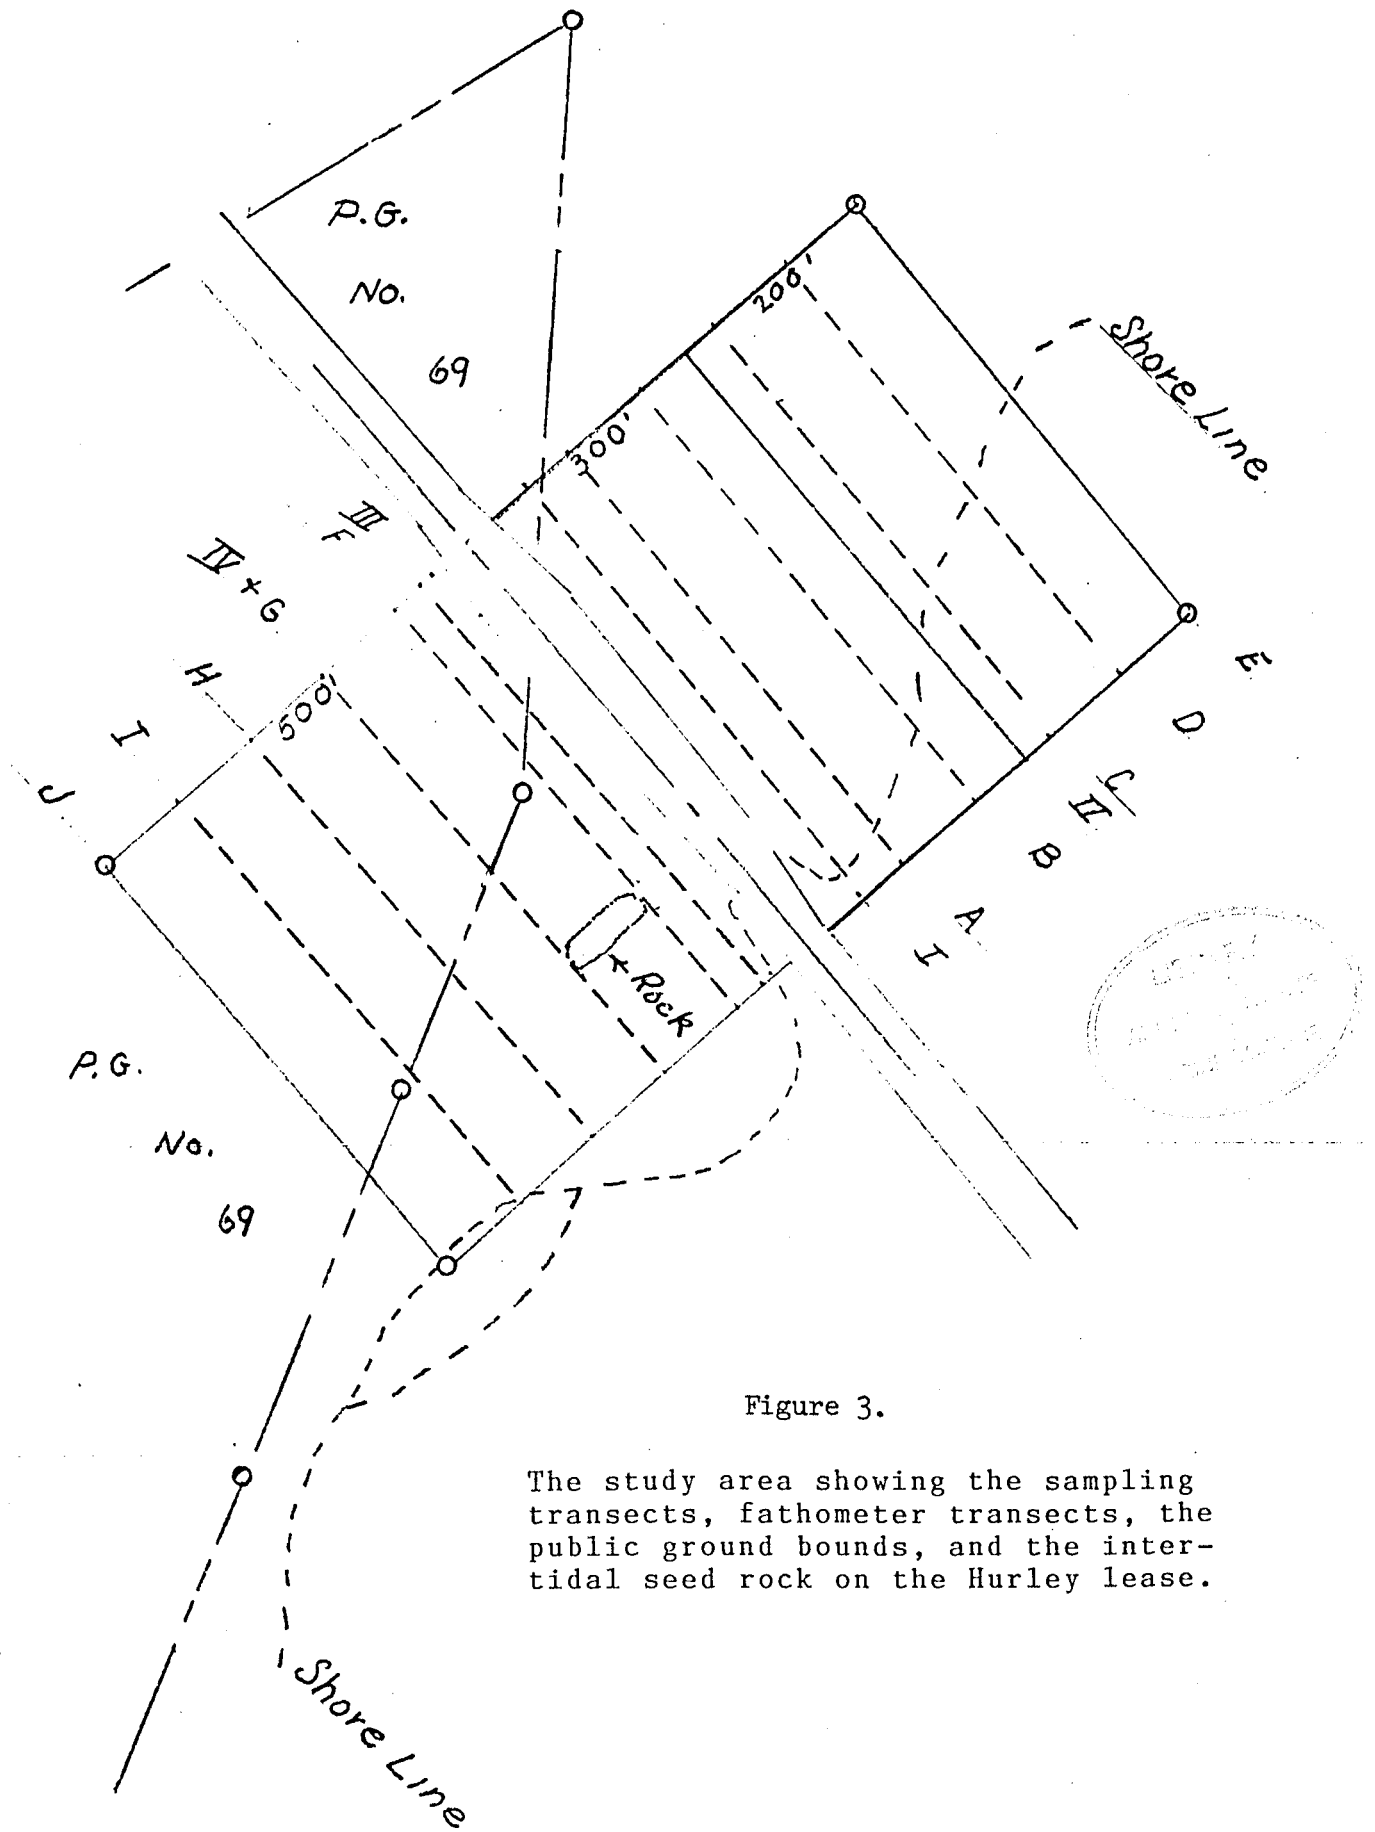 P.G.
No.
69
200'
Shore Line
300'
III
F
IV + G
H
I
J
500'
E
D
C
II
B
A
I
Rock
P.G.
No.
69
Figure 3.
The study area showing the sampling
transects, fathometer transects, the
public ground bounds, and the inter-
tidal seed rock on the Hurley lease.
Shore Line